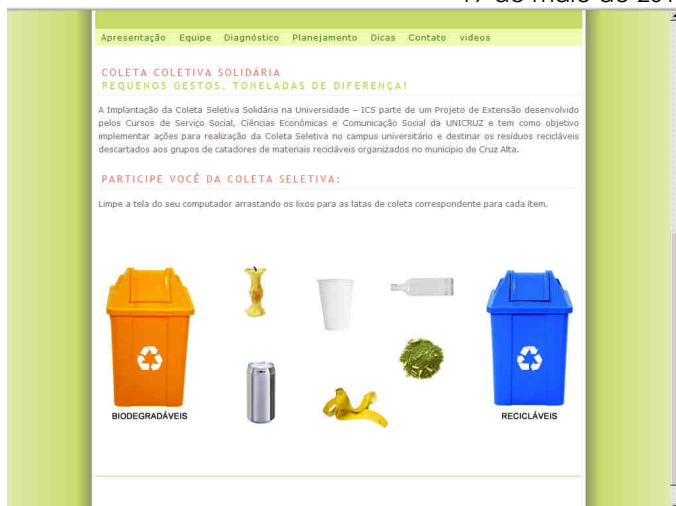 Apresentação Equipe Diagnóstico Planejamento Dicas Contato videos
COLETA COLETIVA SOLIDÁRIA
PEQUENOS GESTOS, TONELADAS DE DIFERENÇA!
A Implantação da Coleta Seletiva Solidária na Universidade – ICS parte de um Projeto de Extensão desenvolvido
pelos Cursos de Serviço Social, Ciências Econômicas e Comunicação Social da UNICRUZ e tem como objetivo
implementar ações para realização da Coleta Seletiva no campus universitário e destinar os resíduos recicláveis
descartados aos grupos de catadores de materiais recicláveis organizados no município de Cruz Alta.
PARTICIPE VOCÊ DA COLETA SELETIVA:
Limpe a tela do seu computador arrastando os lixos para as latas de coleta correspondente para cada ítem.
BIODEGRADÁVEIS
RECICLÁVEIS